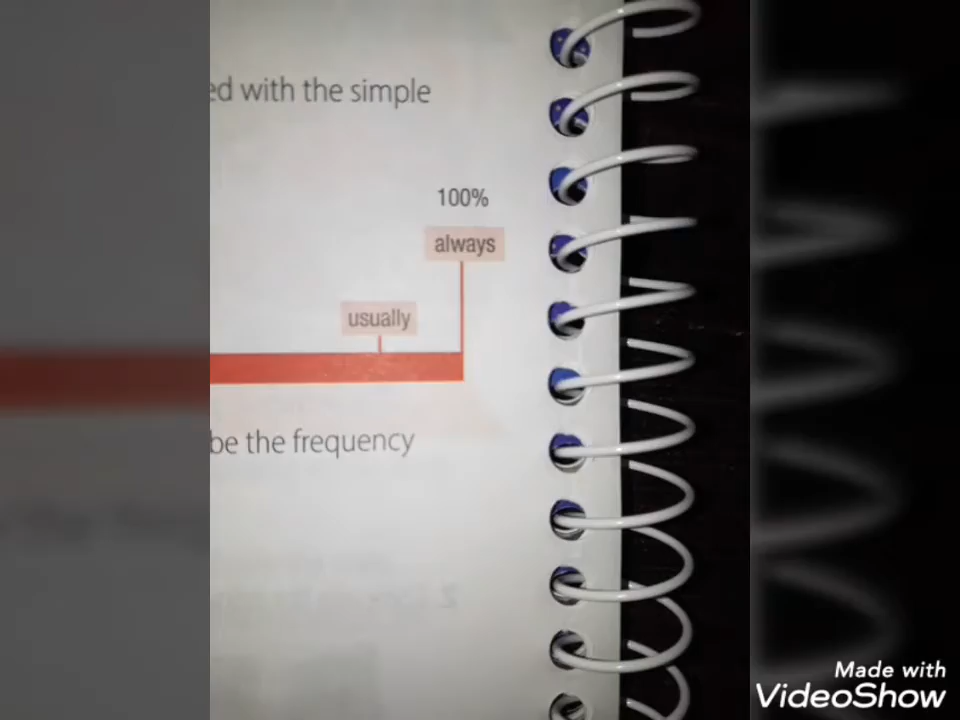 ed with the simple
100%
always
usually
be the frequency
Made with
VideoShow